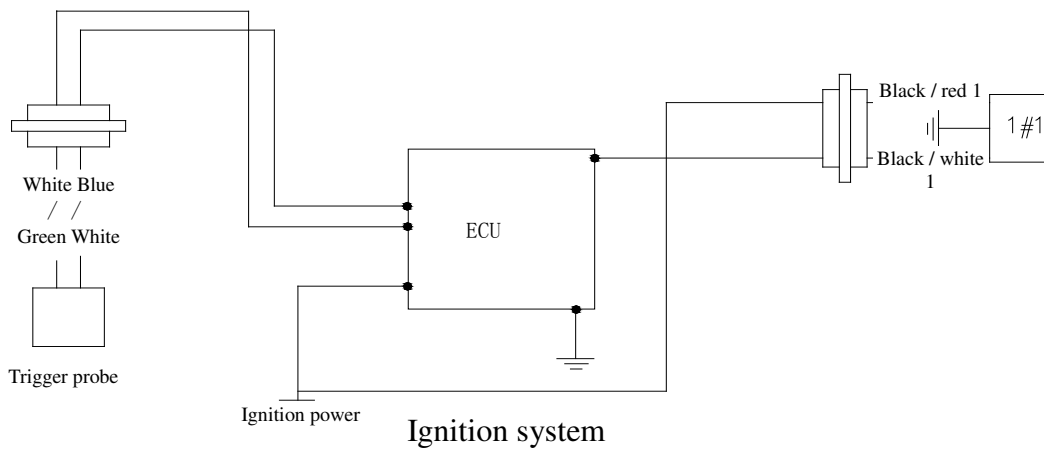 Black / red 1
1#1
Black / white
1
White Blue
/ /
Green White
ECU
Trigger probe
Ignition power
Ignition system